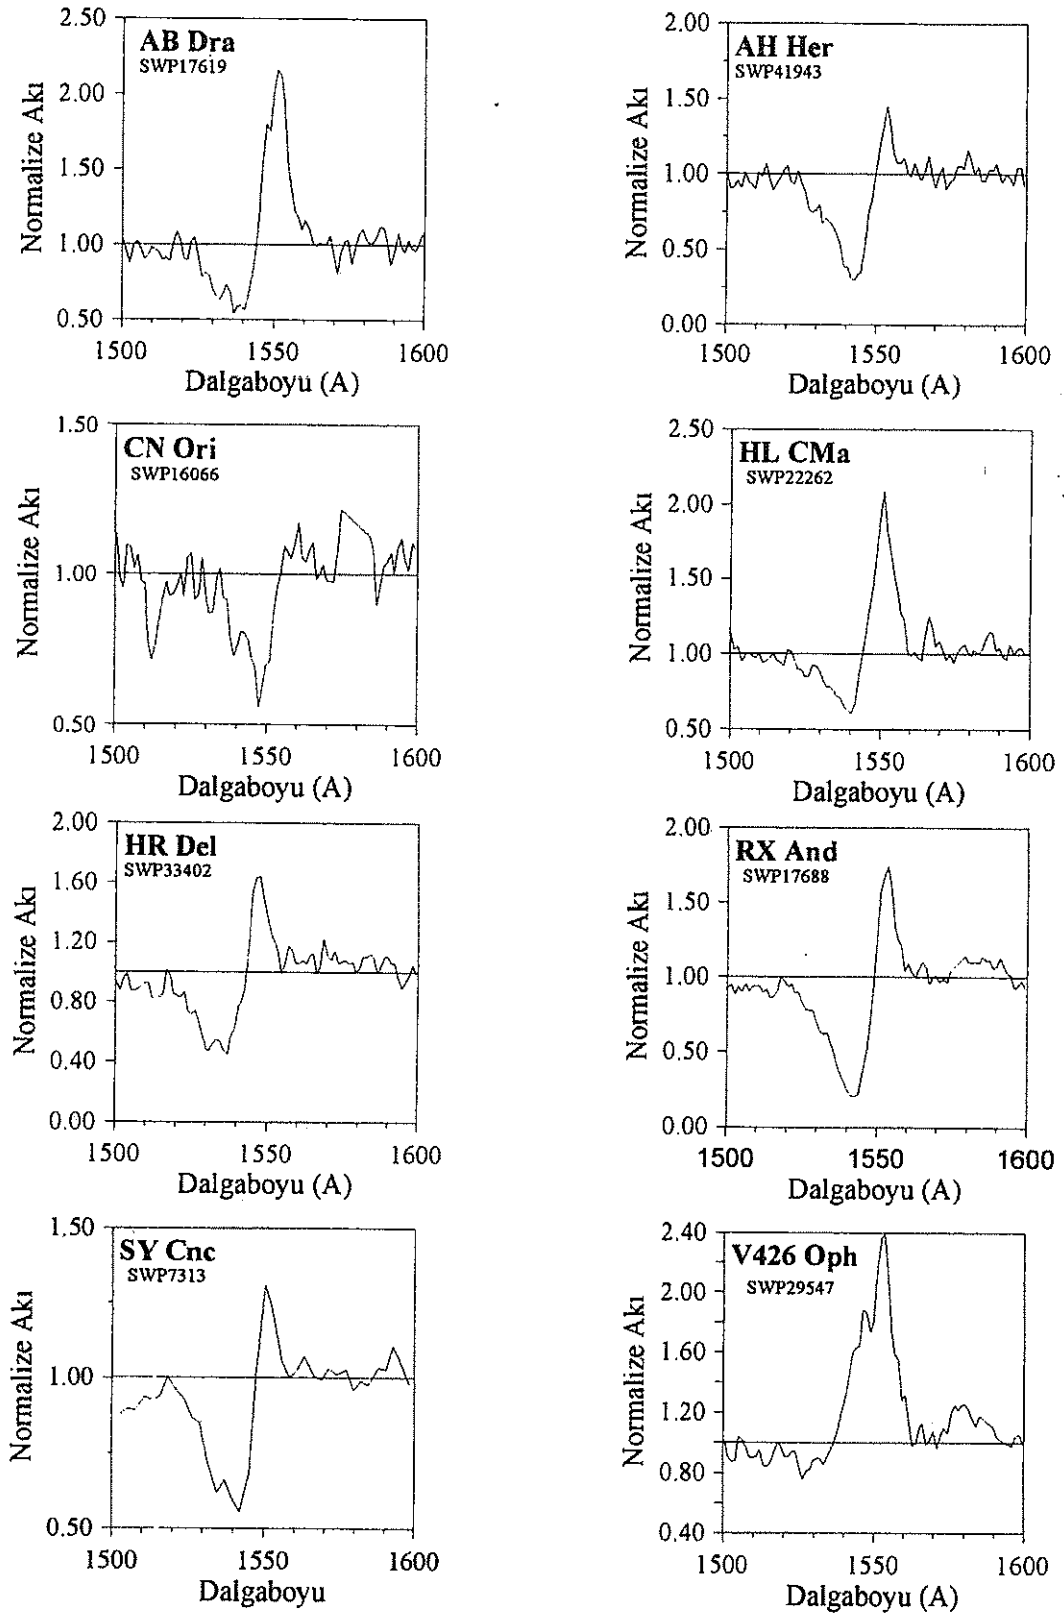 AB Dra
SWP17619
Normalize Akı
2.50
2.00
1.50
1.00
0.50
1500
1550
1600
Dalgaboyu (A)
AH Her
SWP41943
Normalize Akı
2.00
1.50
1.00
0.50
0.00
1500
1550
1600
Dalgaboyu (A)
CN Ori
SWP16066
Normalize Akı
1.50
1.00
0.50
1500
1550
1600
Dalgaboyu (A)
HL CMa
SWP22262
Normalize Akı
2.50
2.00
1.50
1.00
0.50
1500
1550
1600
Dalgaboyu (A)
HR Del
SWP33402
Normalize Akı
2.00
1.60
1.20
0.80
0.40
0.00
1500
1550
1600
Dalgaboyu (A)
RX And
SWP17688
Normalize Akı
2.00
1.50
1.00
0.50
0.00
1500
1550
1600
Dalgaboyu (A)
SY Cnc
SWP7313
Normalize Akı
1.50
1.00
0.50
1500
1550
1600
Dalgaboyu
V426 Oph
SWP29547
Normalize Akı
2.40
2.00
1.60
1.20
0.80
0.40
1500
1550
1600
Dalgaboyu (A)